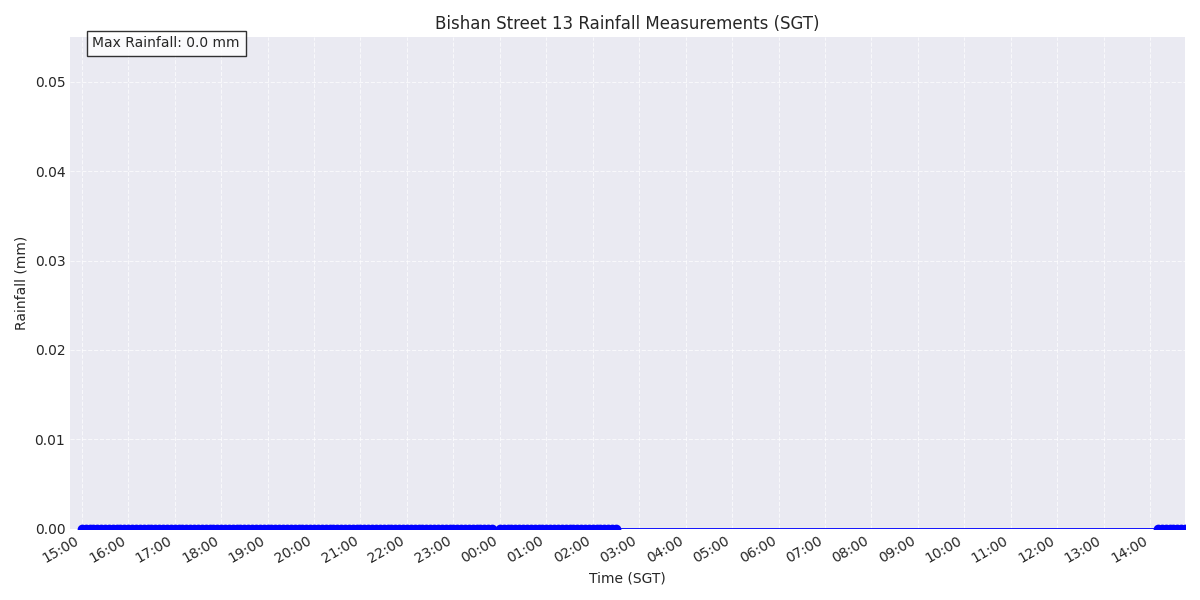 Bishan Street 13 Rainfall Measurements (SGT)
Max Rainfall: 0.0 mm
Rainfall (mm)
0.05
0.04
0.03
0.02
0.01
0.00
15:00 16:00 17:00 18:00 19:00 20:00 21:00 22:00 23:00 00:00 01:00 02:00 03:00 04:00 05:00 06:00 07:00 08:00 09:00 10:00 11:00 12:00 13:00 14:00
Time (SGT)